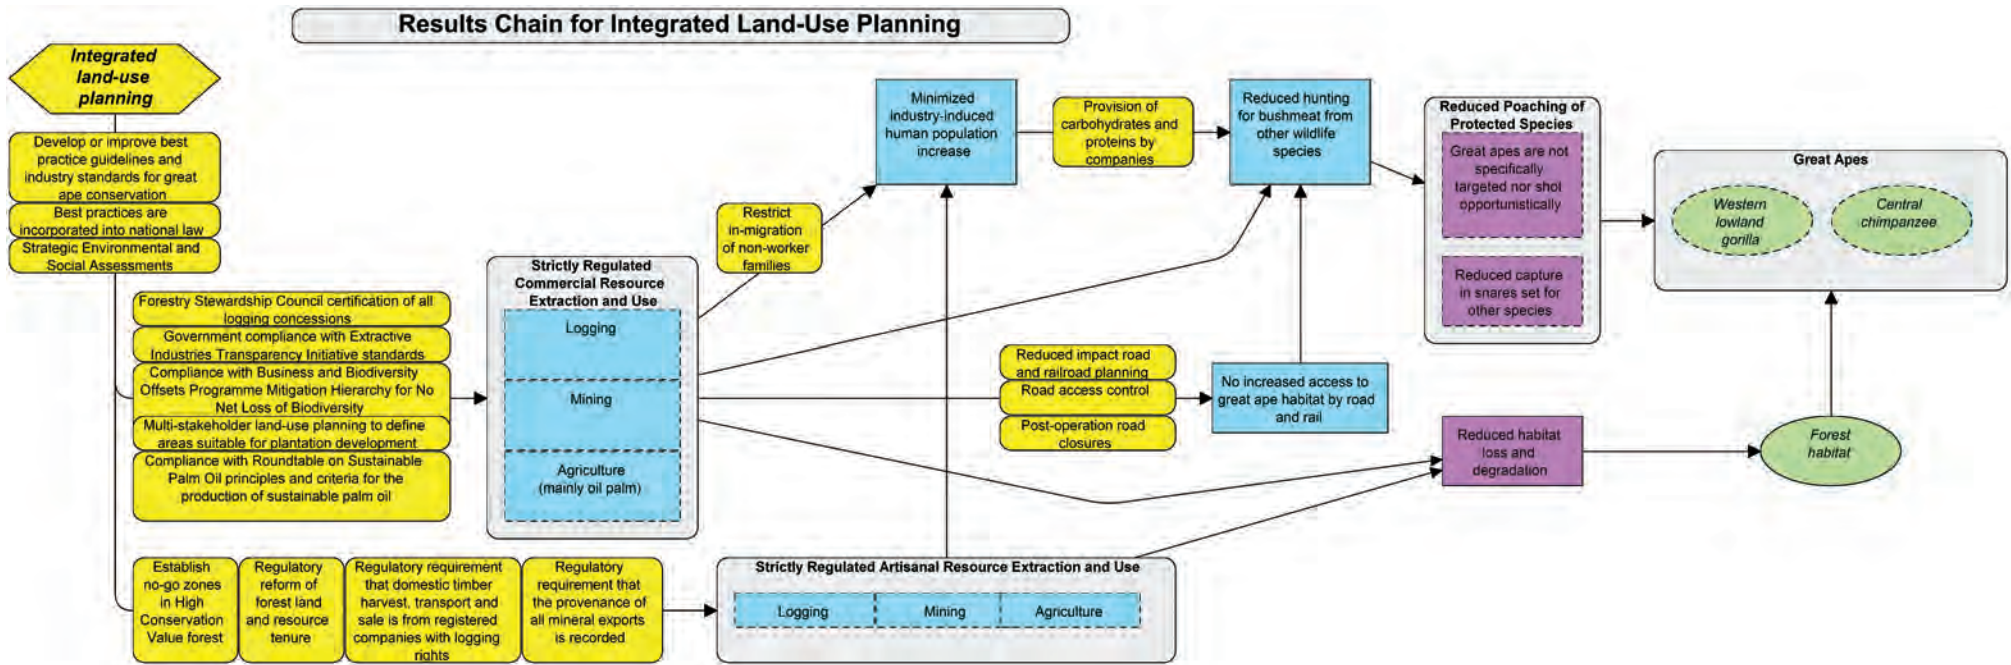 Results Chain for Integrated Land-Use Planning
Integrated
land-use
planning
Develop or improve best
practice guidelines and
industry standards for great
ape conservation
Best practices are
incorporated into national law
Strategic Environmental and
Social Assessments
Forestry Stewardship Council certification of all
logging concessions
Government compliance with Extractive
Industries Transparency Initiative standards
Compliance with Business and Biodiversity
Offsets Programme Mitigation Hierarchy for No
Net Loss of Biodiversity
Multi-stakeholder land-use planning to define
areas suitable for plantation development
Compliance with Roundtable on Sustainable
Palm Oil principles and criteria for the
production of sustainable palm oil
Establish
no-go zones
in High
Conservation
Value forest
Regulatory
reform of
forest land
and resource
tenure
Regulatory requirement
that domestic timber
harvest, transport and
sale is from registered
companies with logging
rights
Regulatory
requirement that
the provenance of
all mineral exports
is recorded
Strictly Regulated
Commercial Resource
Extraction and Use
Logging
Mining
Agriculture
(mainly oil palm)
Restrict
in-migration
of non-worker
families
Minimized
industry-induced
human population
increase
Provision of
carbohydrates and
proteins by
companies
Reduced hunting
for bushmeat from
other wildlife
species
Reduced impact road
and railroad planning
Road access control
Post-operation road
closures
No increased access to
great ape habitat by road
and rail
Strictly Regulated Artisanal Resource Extraction and Use
Logging
Mining
Agriculture
Reduced Poaching of
Protected Species
Great apes are not
specifically
targeted nor shot
opportunistically
Reduced capture
in snares set for
other species
Reduced habitat
loss and
degradation
Great Apes
Western
lowland
gorilla
Central
chimpanzee
Forest
habitat